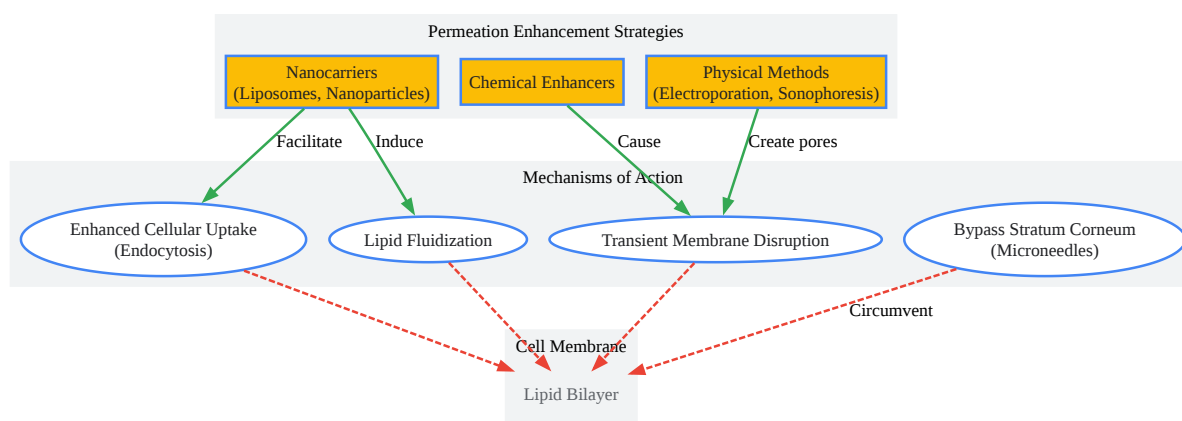 Permeation Enhancement Strategies
Nanocarriers
(Liposomes, Nanoparticles)
Chemical Enhancers
Physical Methods
(Electroporation, Sonophoresis)
Facilitate
Induce
Cause
Create pores
Mechanisms of Action
Enhanced Cellular Uptake
(Endocytosis)
Lipid Fluidization
Transient Membrane Disruption
Bypass Stratum Corneum
(Microneedles)
Circumvent
Cell Membrane
Lipid Bilayer